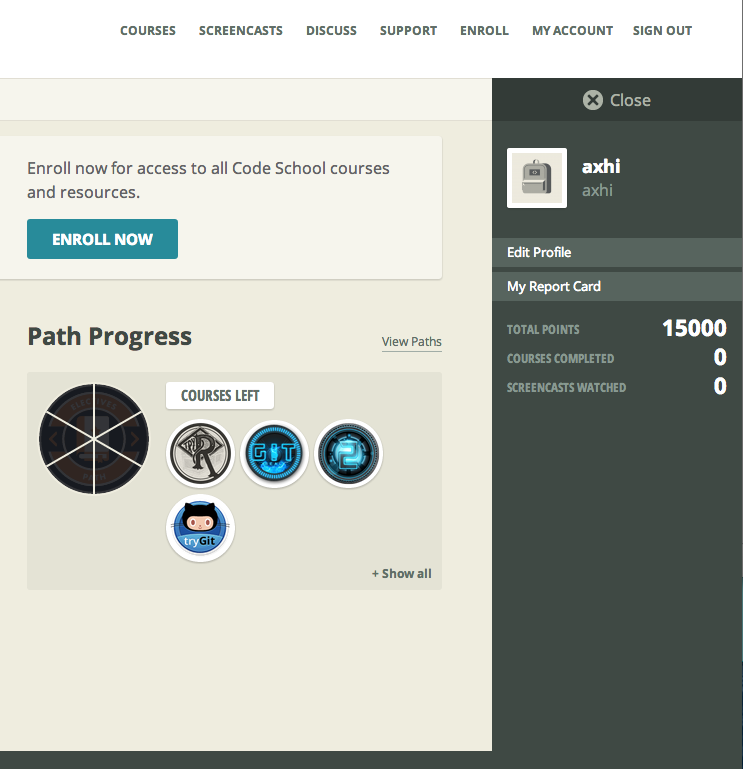 COURSES SCREENCASTS DISCUSS SUPPORT ENROLL MY ACCOUNT SIGN OUT
Close
Enroll now for access to all Code School courses
and resources.
ENROLL NOW
axhi
axhi
Edit Profile
My Report Card
TOTAL POINTS 15000
COURSES COMPLETED 0
SCREENCASTS WATCHED 0
Path Progress
View Paths
COURSES LEFT
R
GIT
2
tryGit
+ Show all